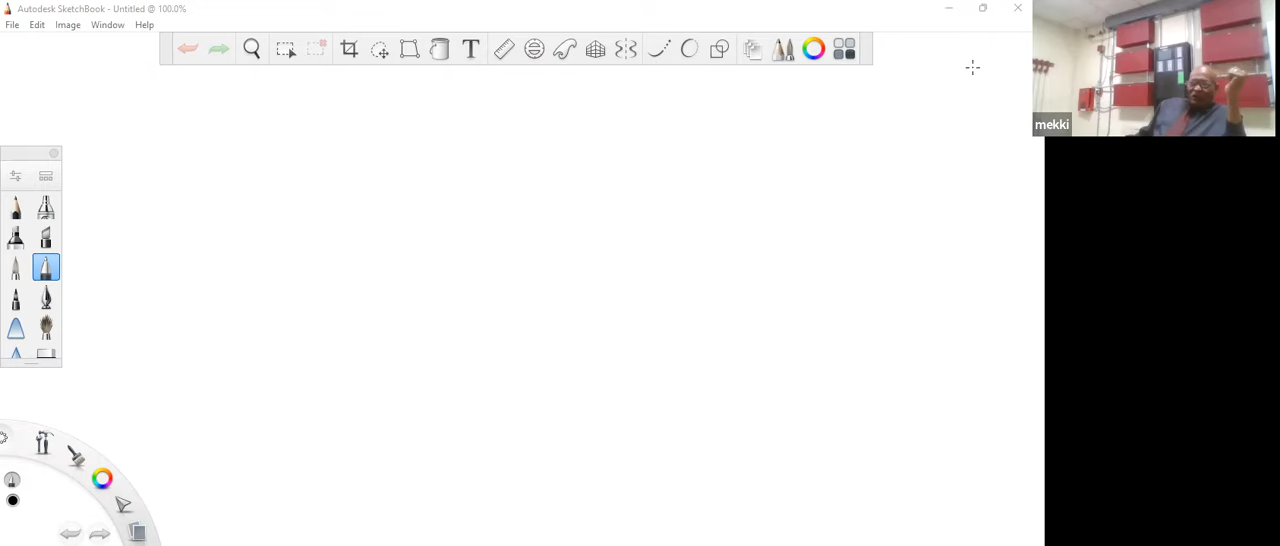 Autodesk SketchBook - Untitled @ 100.0%
File Edit Image Window Help
T
mekki